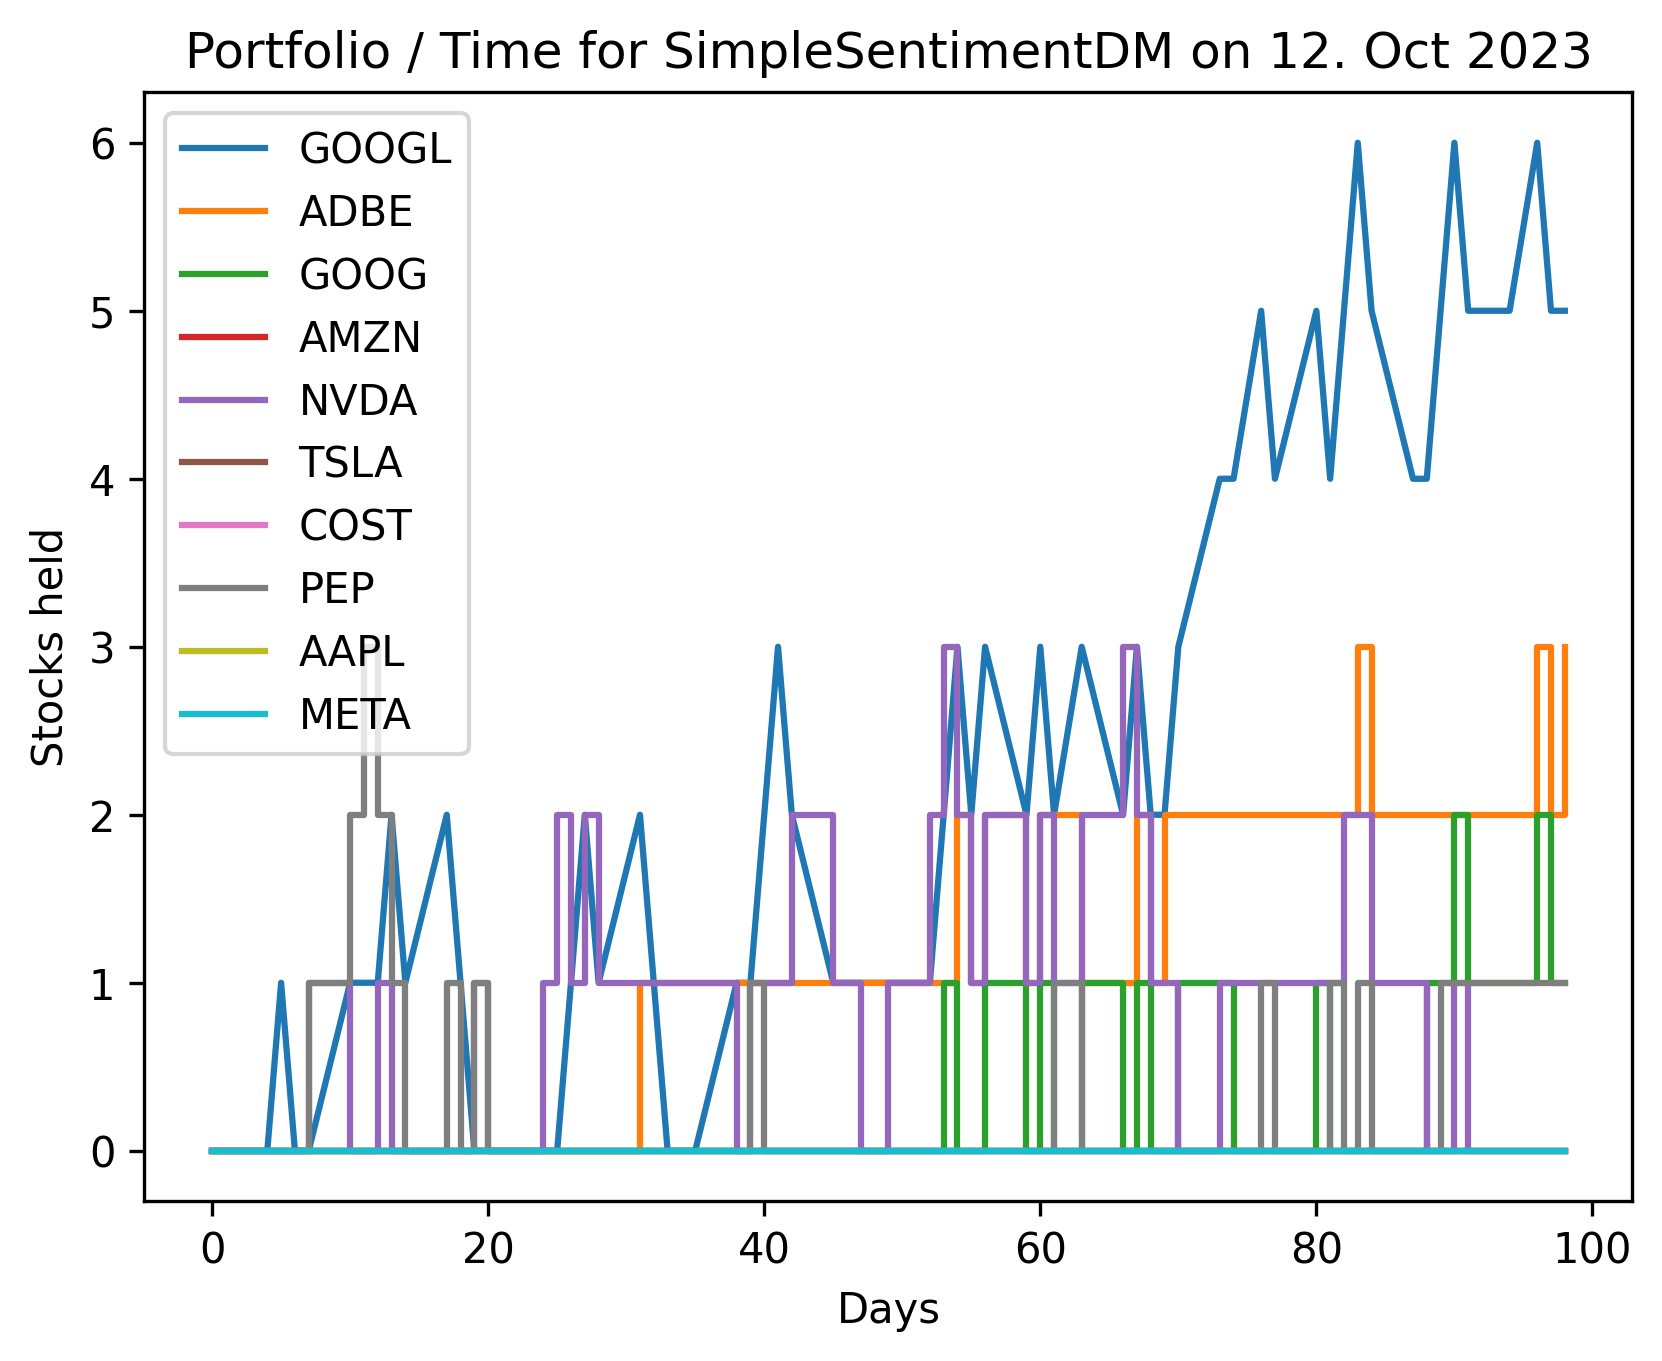 Portfolio / Time for SimpleSentimentDM on 12. Oct 2023
GOOGL
ADBE
GOOG
AMZN
NVDA
TSLA
COST
PEP
AAPL
META
6
5
4
3
2
1
0
Stocks held
0 20 40 60 80 100
Days